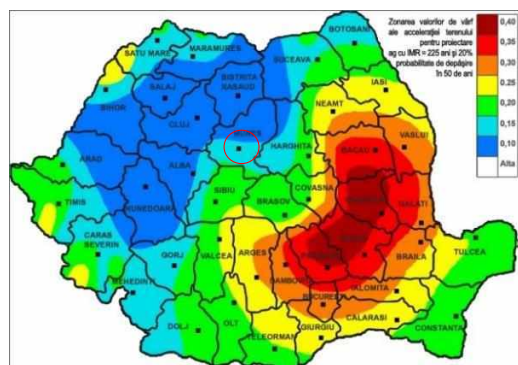 Zonarea valorilor de vârf
ale accelerației terenului
pentru proiectare
ag cu IMR = 225 ani și 20%
probabilitate de depășire
în 50 de ani
0,40
0,35
0,30
0,25
0,20
0,15
0,10
Alta
BOTOSANI
SATU MARE
MARAMURES
SUCEAVA
BISTRITA
NASAUD
SALAJ
IASI
BIHOR
NEAMT
CLUJ
HARGHITA
BACAU
VASLUI
ARAD
ALBA
COVASNA
SIBIU
BRASOV
TIMIS
HUNEDOARA
GALATI
CARAS
SEVERIN
GORJ
VALCEA
ARGES
BRAILA
TULCEA
MEHEDINTI
IALOMITA
DOLJ
OLT
CALARASI
CONSTANTA
GIURGIU
TELEORMAN